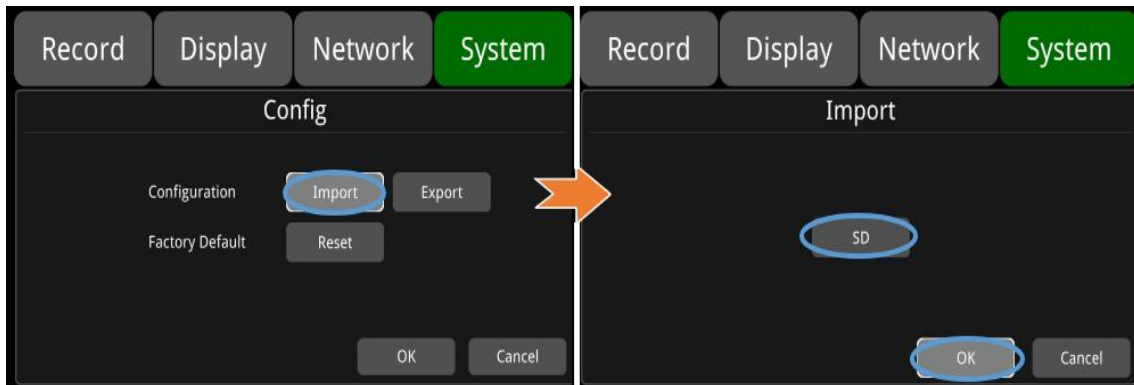 Record Display Network System
Config
Configuration Import Export
Factory Default Reset
OK Cancel
Record Display Network System
Import
SD
OK Cancel